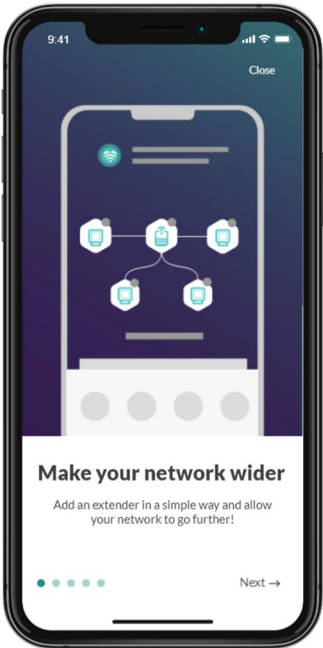 9:41
Close
Make your network wider
Add an extender in a simple way and allow
your network to go further!
Next →